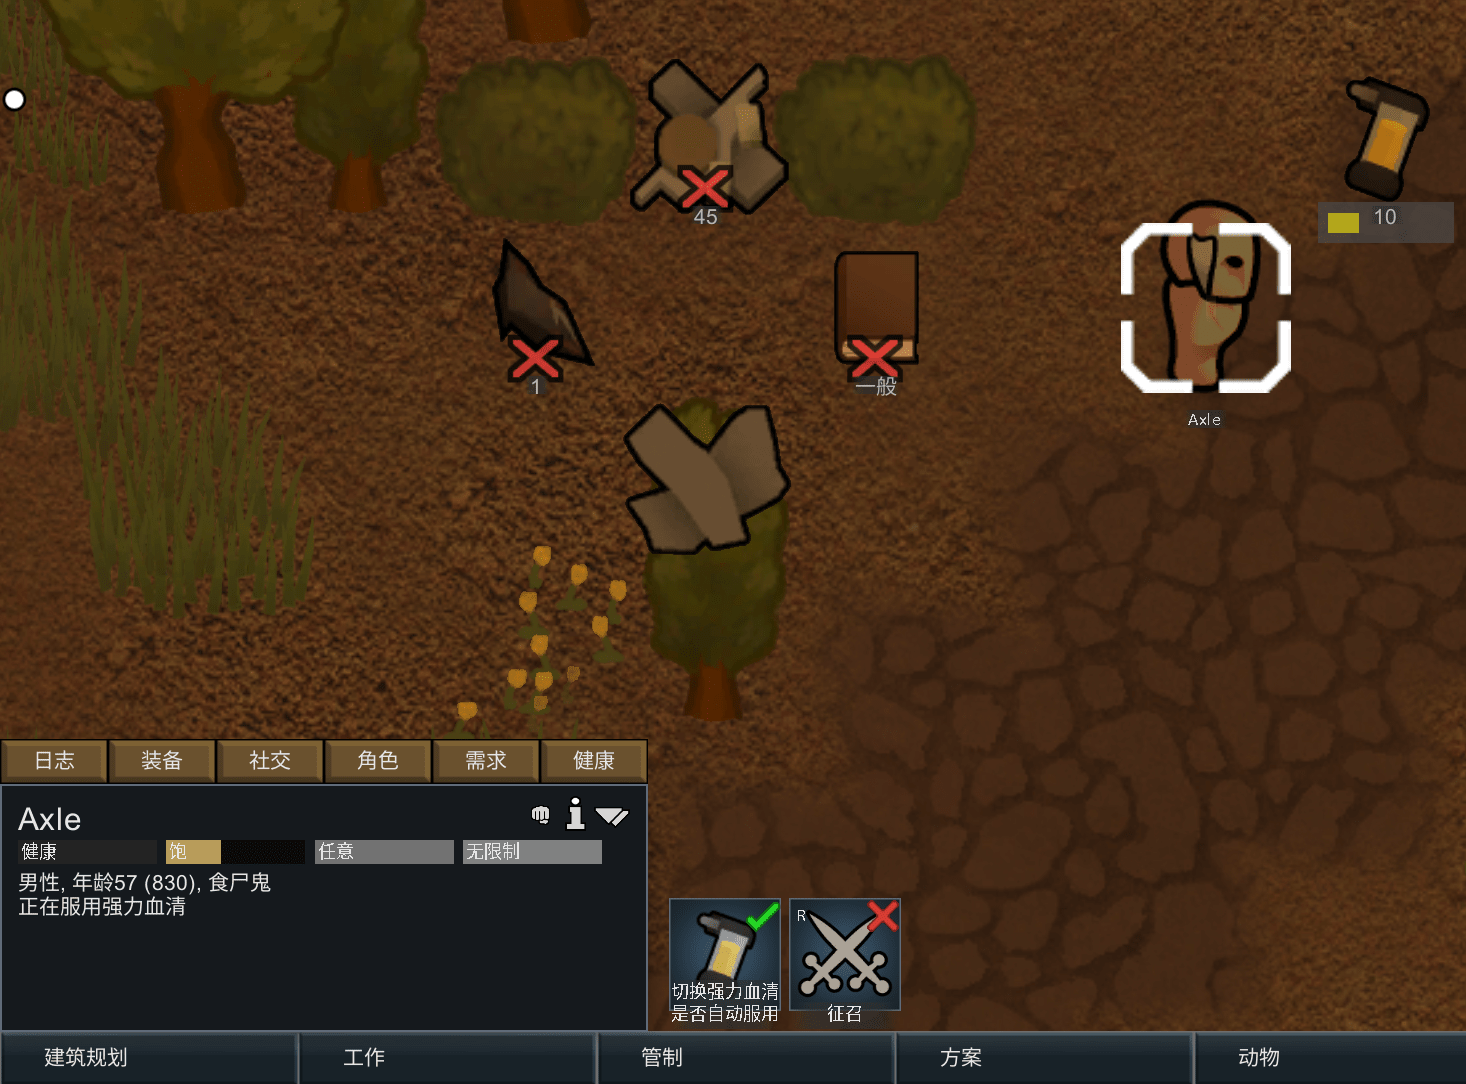 45
10
1
一般
Axle
日志
装备
社交
角色
需求
健康
Axle
健康
饱
任意
无限制
男性, 年龄57 (830), 食尸鬼
正在服用强力血清
切换强力血清
是否自动服用
R
征召
建筑规划
工作
管制
方案
动物